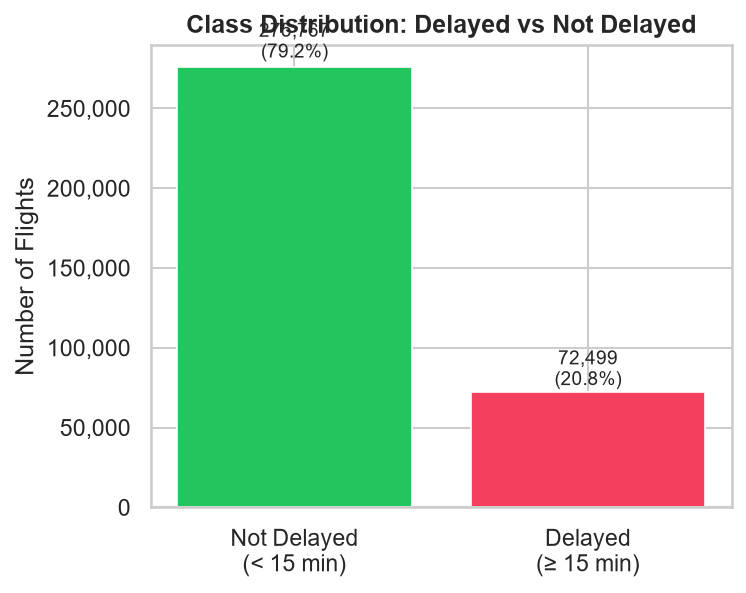 Class Distribution: Delayed vs Not Delayed
(79.2%)
250,000
200,000
150,000
100,000
50,000
0
Number of Flights
72,499
(20.8%)
Not Delayed
(< 15 min)
Delayed
(≥ 15 min)